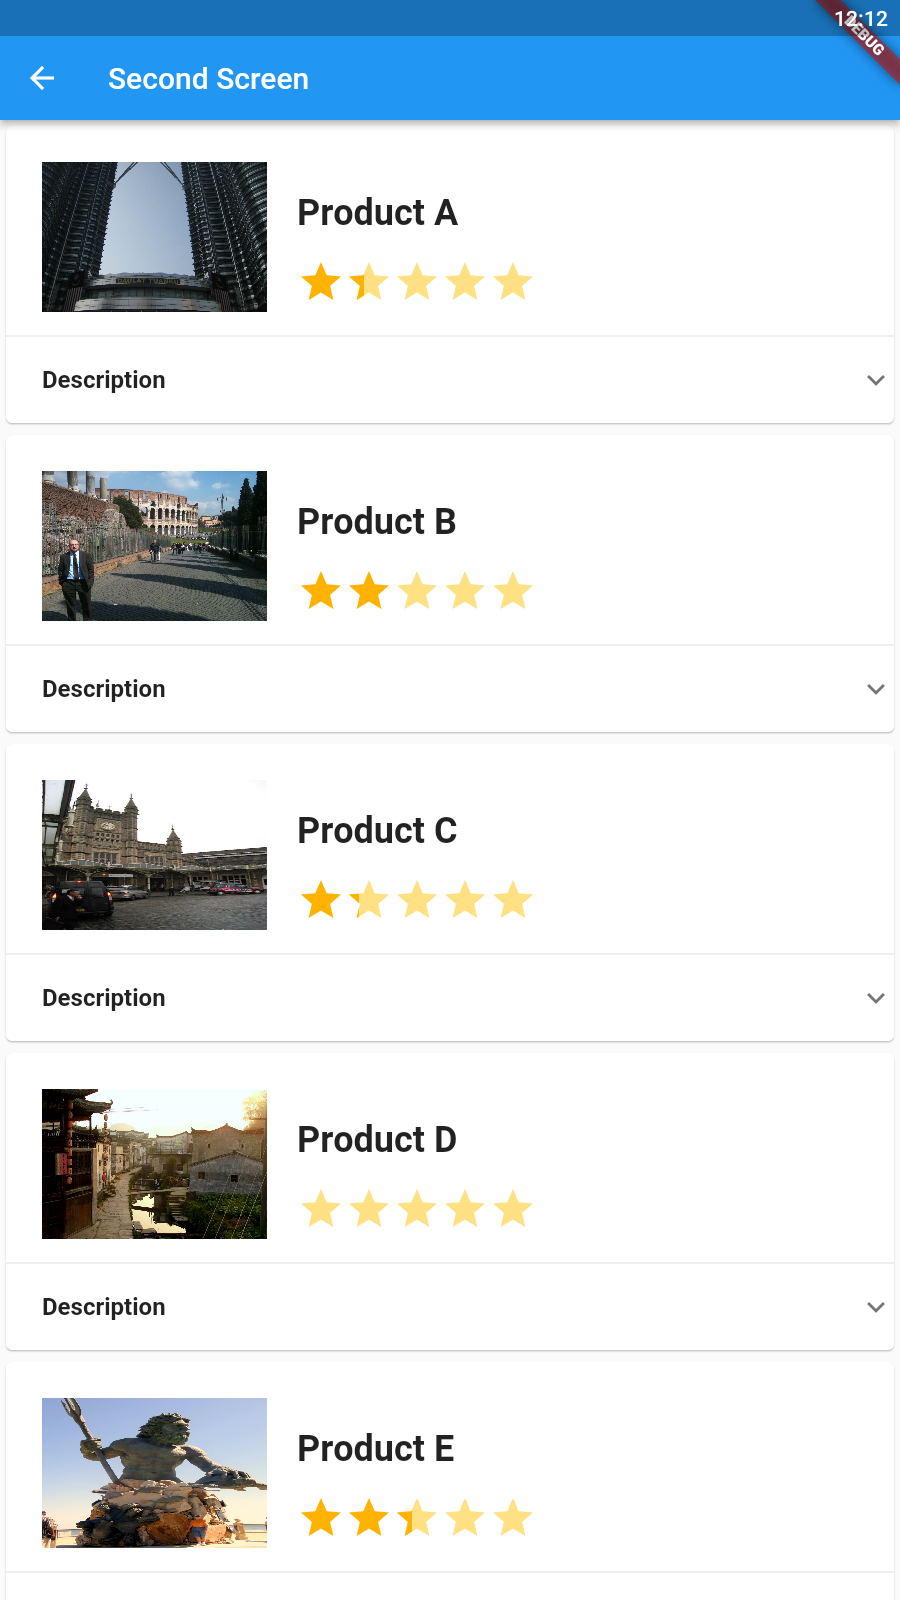 12:12
DEBUG
Second Screen
Product A
Description
Product B
Description
Product C
Description
Product D
Description
Product E